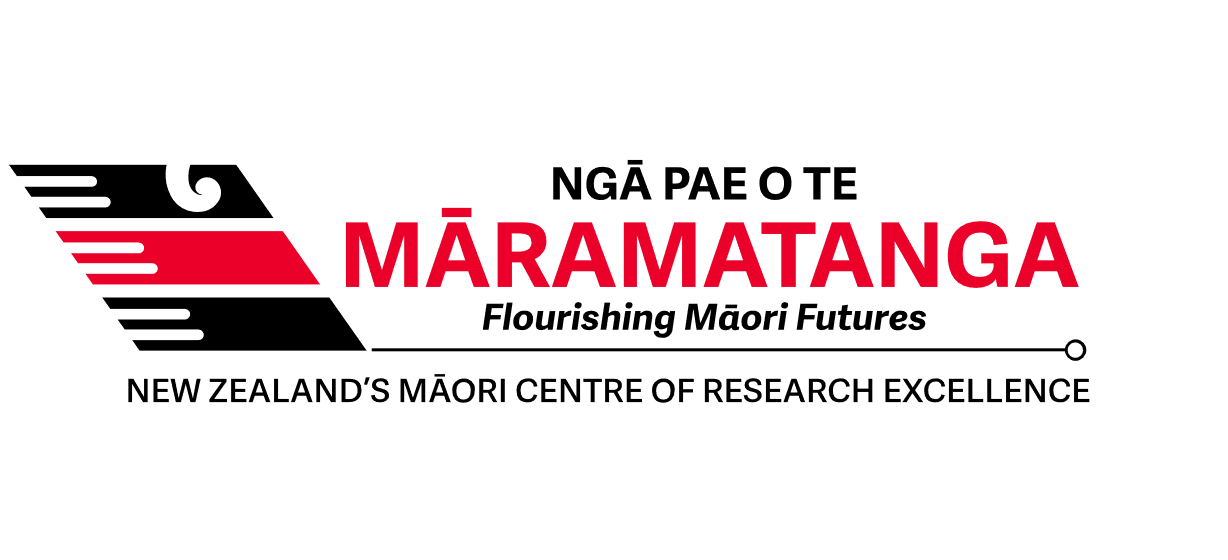 NGĀ PAE O TE
MĀRAMATANGA
Flourishing Māori Futures
NEW ZEALAND’S MĀORI CENTRE OF RESEARCH EXCELLENCE